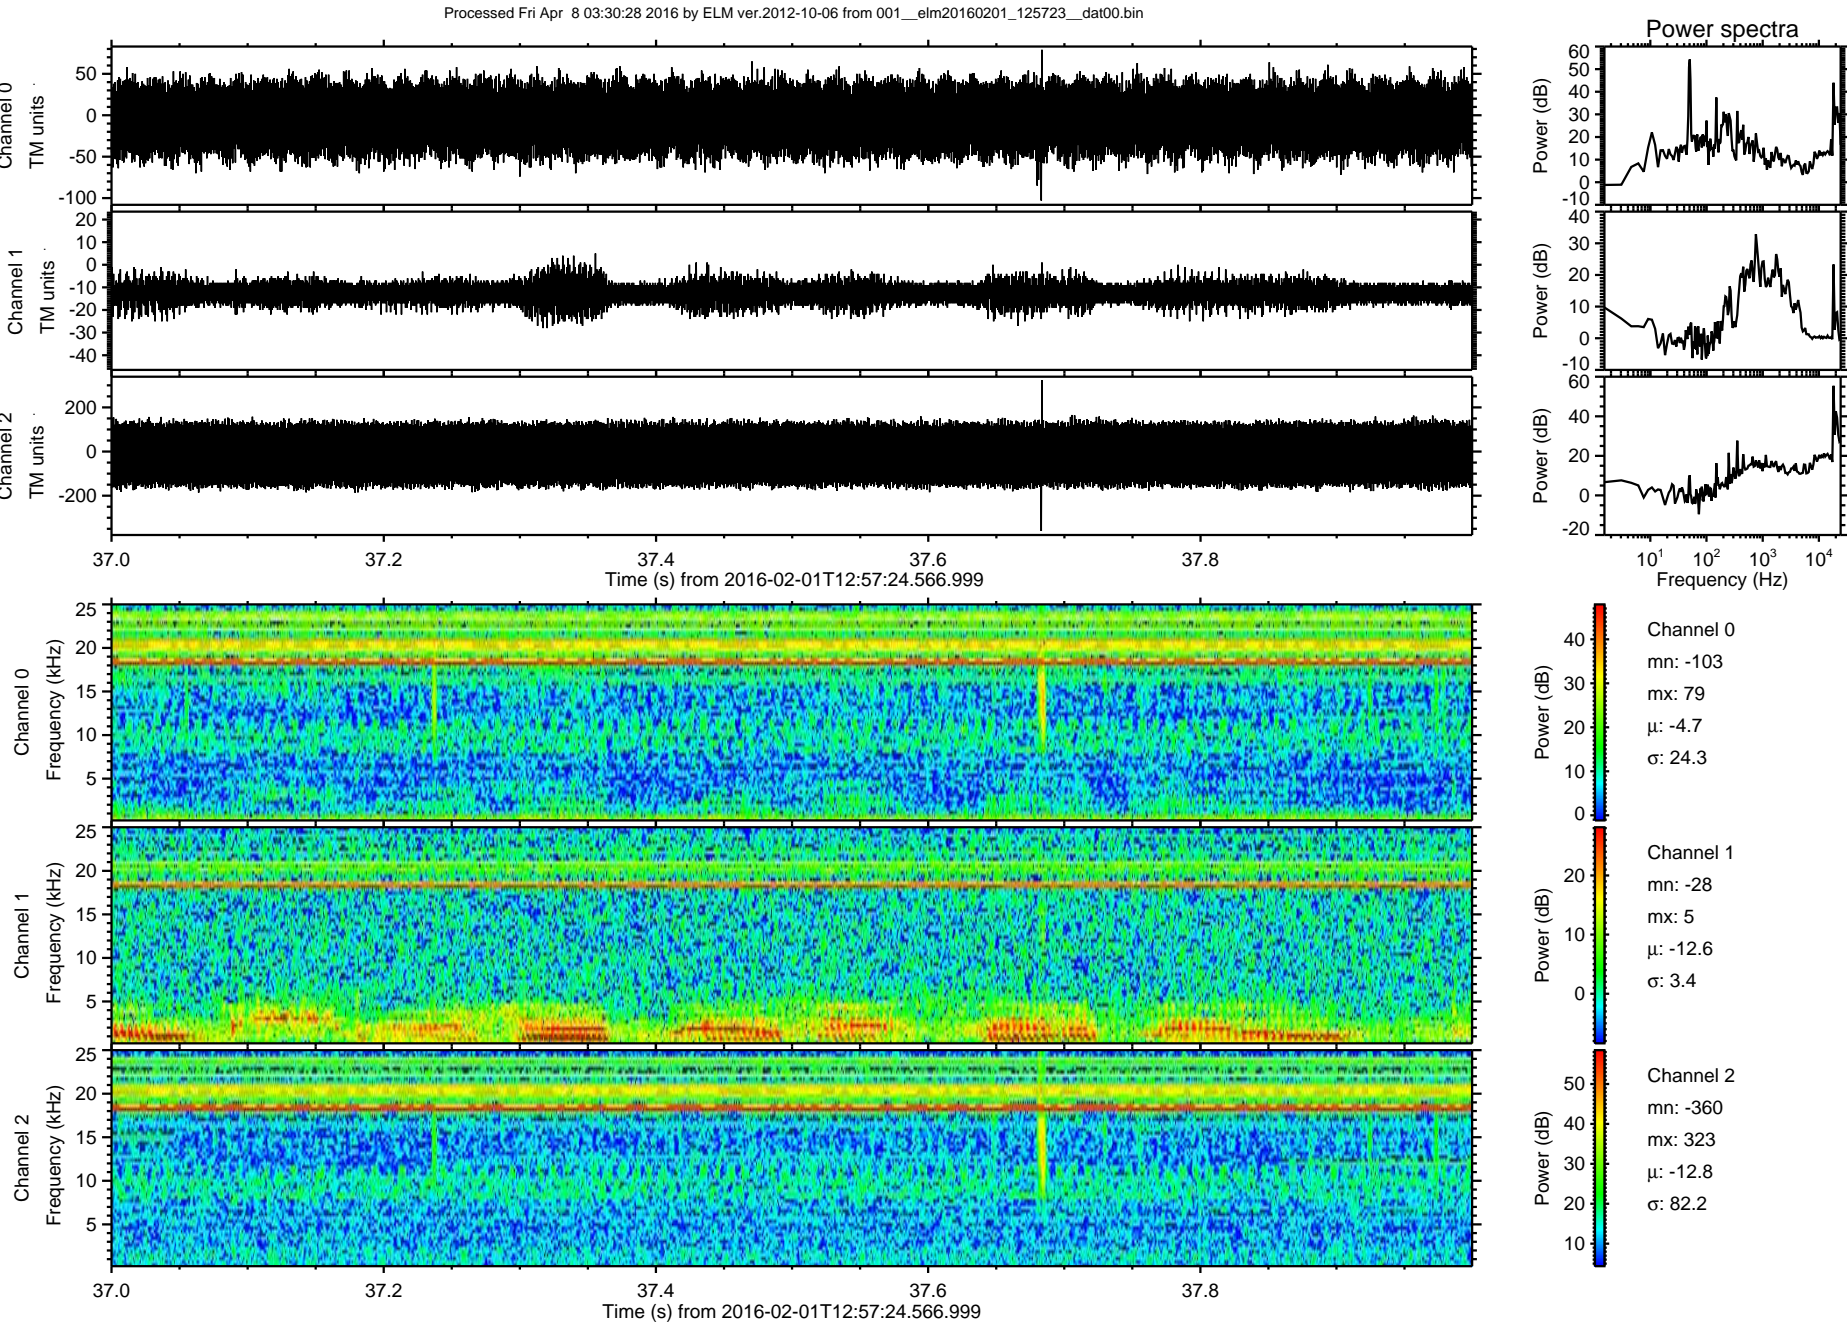 Processed Fri Apr  8 03:30:28 2016 by ELM ver.2012-10-06 from 001__elm20160201_125723__dat00.bin
Power spectra
Channel 0
TM units
50
0
-50
-100
Power (dB)
60
50
40
30
20
10
0
-10
Channel 1
TM units
20
10
0
-10
-20
-30
-40
Power (dB)
40
30
20
10
0
-10
Channel 2
TM units
200
0
-200
Power (dB)
60
40
20
0
-20
37.0 37.2 37.4 37.6 37.8
Time (s) from 2016-02-01T12:57:24.566.999
10¹ 10² 10³ 10⁴
Frequency (Hz)
Channel 0
Frequency (kHz)
25
20
15
10
5
Power (dB)
40
30
20
10
0
Channel 0
mn: -103
mx: 79
μ: -4.7
σ: 24.3
Channel 1
Frequency (kHz)
25
20
15
10
5
Power (dB)
20
10
0
Channel 1
mn: -28
mx: 5
μ: -12.6
σ: 3.4
Channel 2
Frequency (kHz)
25
20
15
10
5
Power (dB)
50
40
30
20
10
Channel 2
mn: -360
mx: 323
μ: -12.8
σ: 82.2
37.0 37.2 37.4 37.6 37.8
Time (s) from 2016-02-01T12:57:24.566.999